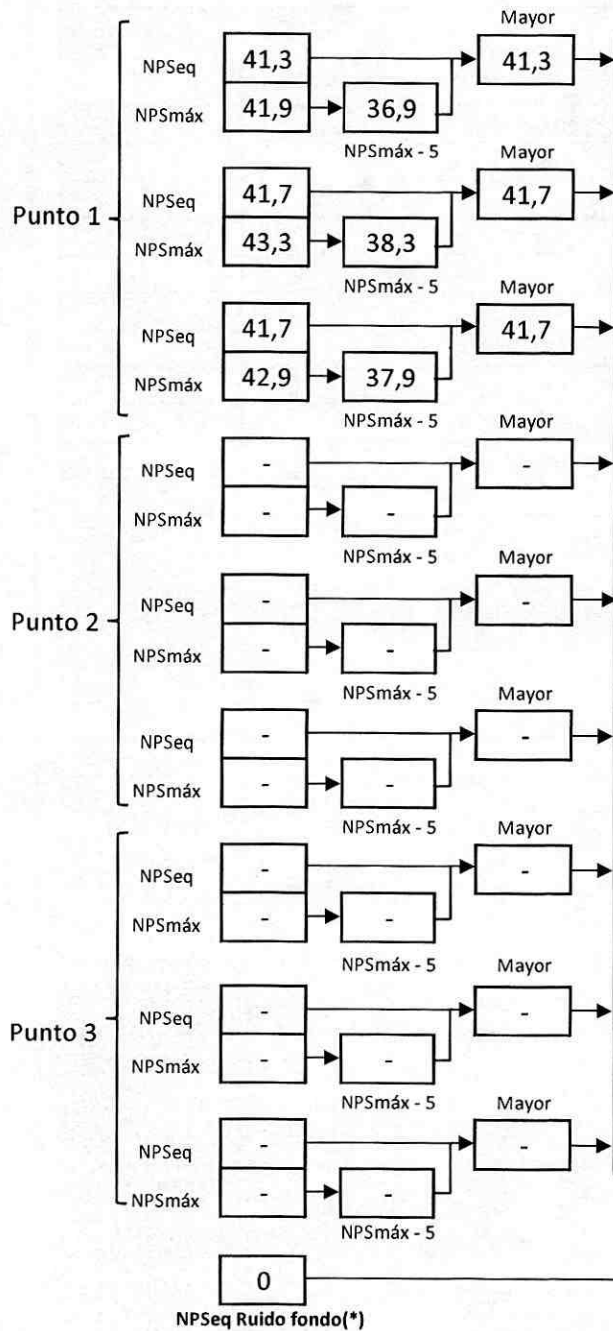 Mayor
NPSeq 41,3 41,3
NPSmáx 41,9 36,9
NPSmáx - 5
Mayor
Punto 1
NPSeq 41,7 41,7
NPSmáx 43,3 38,3
NPSmáx - 5
Mayor
NPSeq 41,7 41,7
NPSmáx 42,9 37,9
NPSmáx - 5
Mayor
NPSeq - -
NPSmáx - -
NPSmáx - 5
Mayor
Punto 2
NPSeq - -
NPSmáx - -
NPSmáx - 5
Mayor
NPSeq - -
NPSmáx - -
NPSmáx - 5
Mayor
NPSeq - -
NPSmáx - -
NPSmáx - 5
Mayor
Punto 3
NPSeq - -
NPSmáx - -
NPSmáx - 5
Mayor
NPSeq - -
NPSmáx - -
NPSmáx - 5
0
NPSeq Ruido fondo(*)